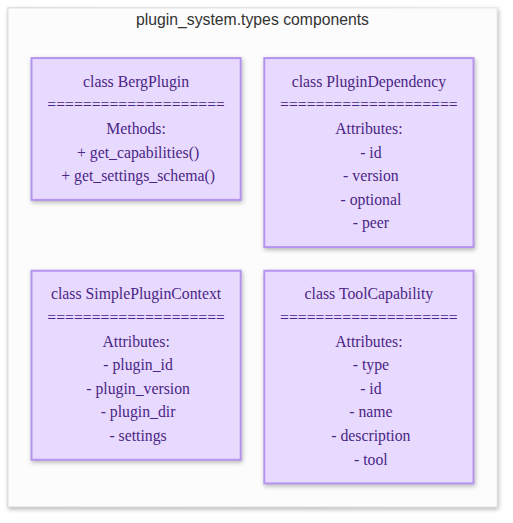 plugin_system.types components
class BergPlugin
====================
Methods:
+ get_capabilities()
+ get_settings_schema()
class PluginDependency
====================
Attributes:
- id
- version
- optional
- peer
class SimplePluginContext
====================
Attributes:
- plugin_id
- plugin_version
- plugin_dir
- settings
class ToolCapability
====================
Attributes:
- type
- id
- name
- description
- tool